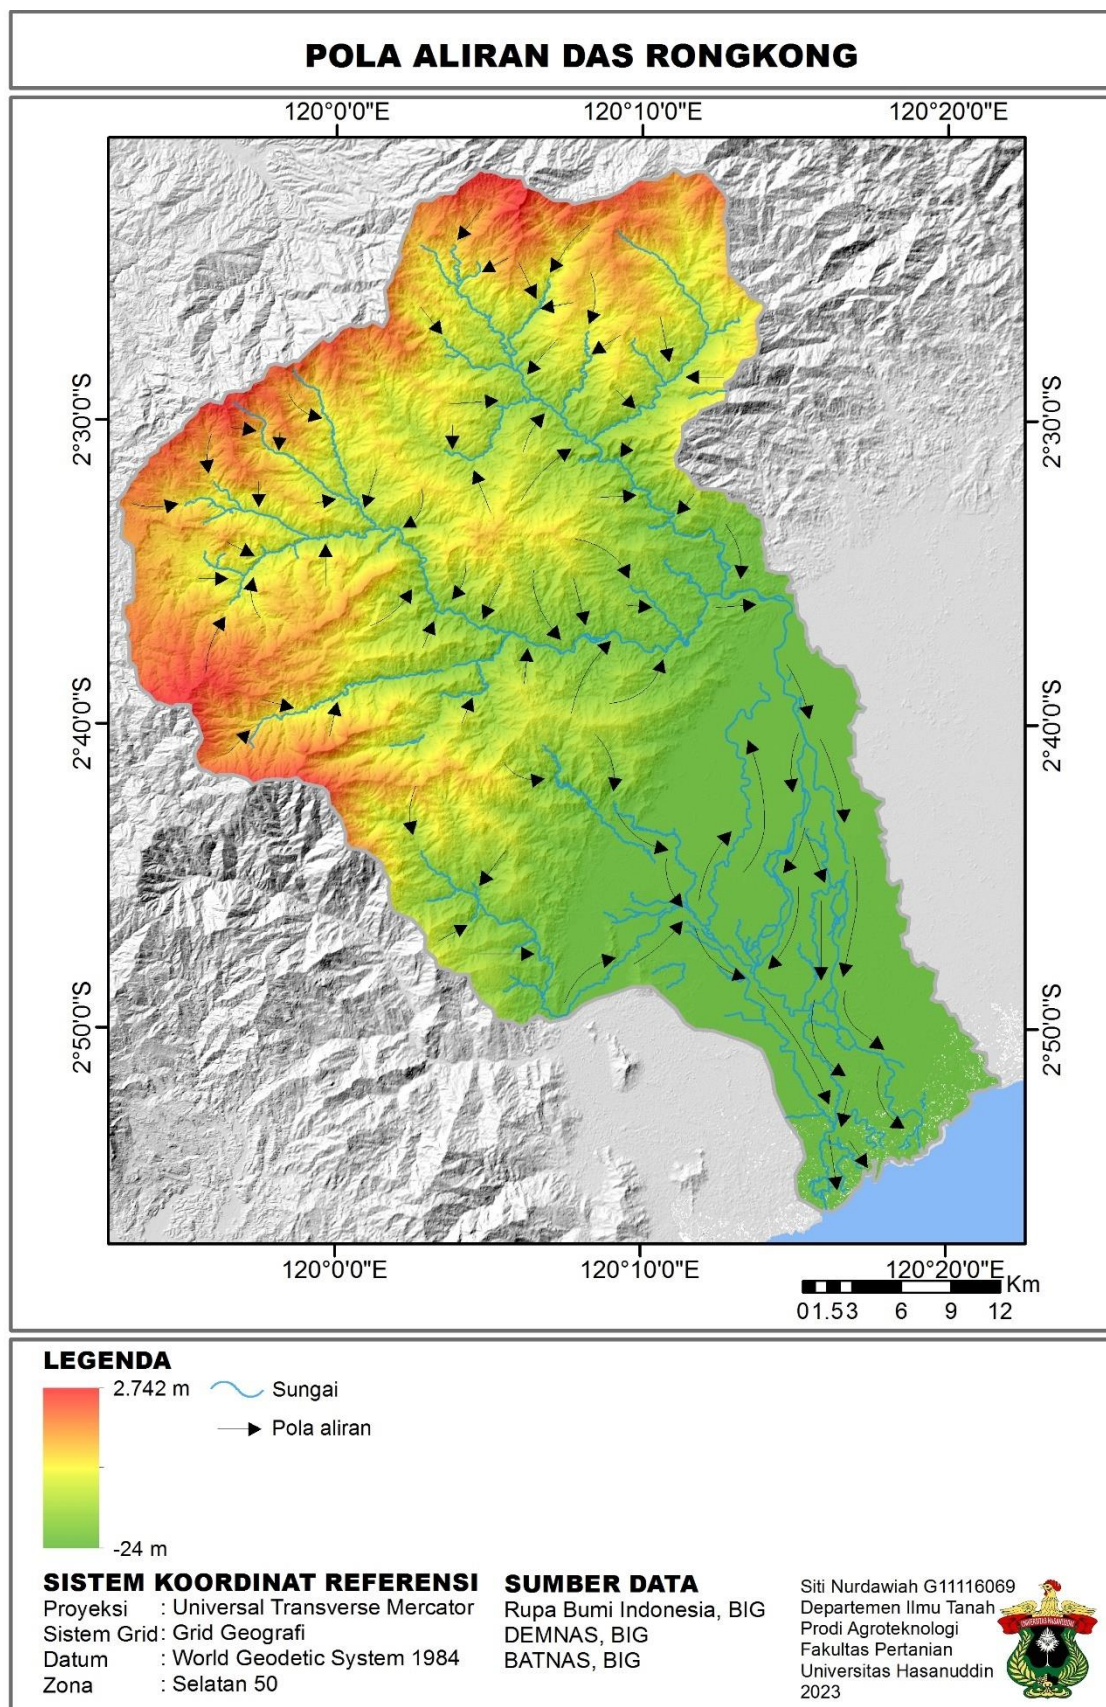 POLA ALIRAN DAS RONGKONG
120°0'0"E 120°10'0"E 120°20'0"E
2°30'0"S 2°30'0"S
2°40'0"S 2°40'0"S
2°50'0"S 2°50'0"S
120°0'0"E 120°10'0"E 120°20'0"E
Km
0 1.5 3 6 9 12
LEGENDA
2.742 m
Sungai
Pola aliran
-24 m
SISTEM KOORDINAT REFERENSI
Proyeksi : Universal Transverse Mercator
Sistem Grid : Grid Geografi
Datum : World Geodetic System 1984
Zona : Selatan 50
SUMBER DATA
Rupa Bumi Indonesia, BIG
DEMNAS, BIG
BATNAS, BIG
Siti Nurdawiah G11116069
Departemen Ilmu Tanah
Prodi Agroteknologi
Fakultas Pertanian
Universitas Hasanuddin
2023
UNIVERSITAS HASANUDDIN